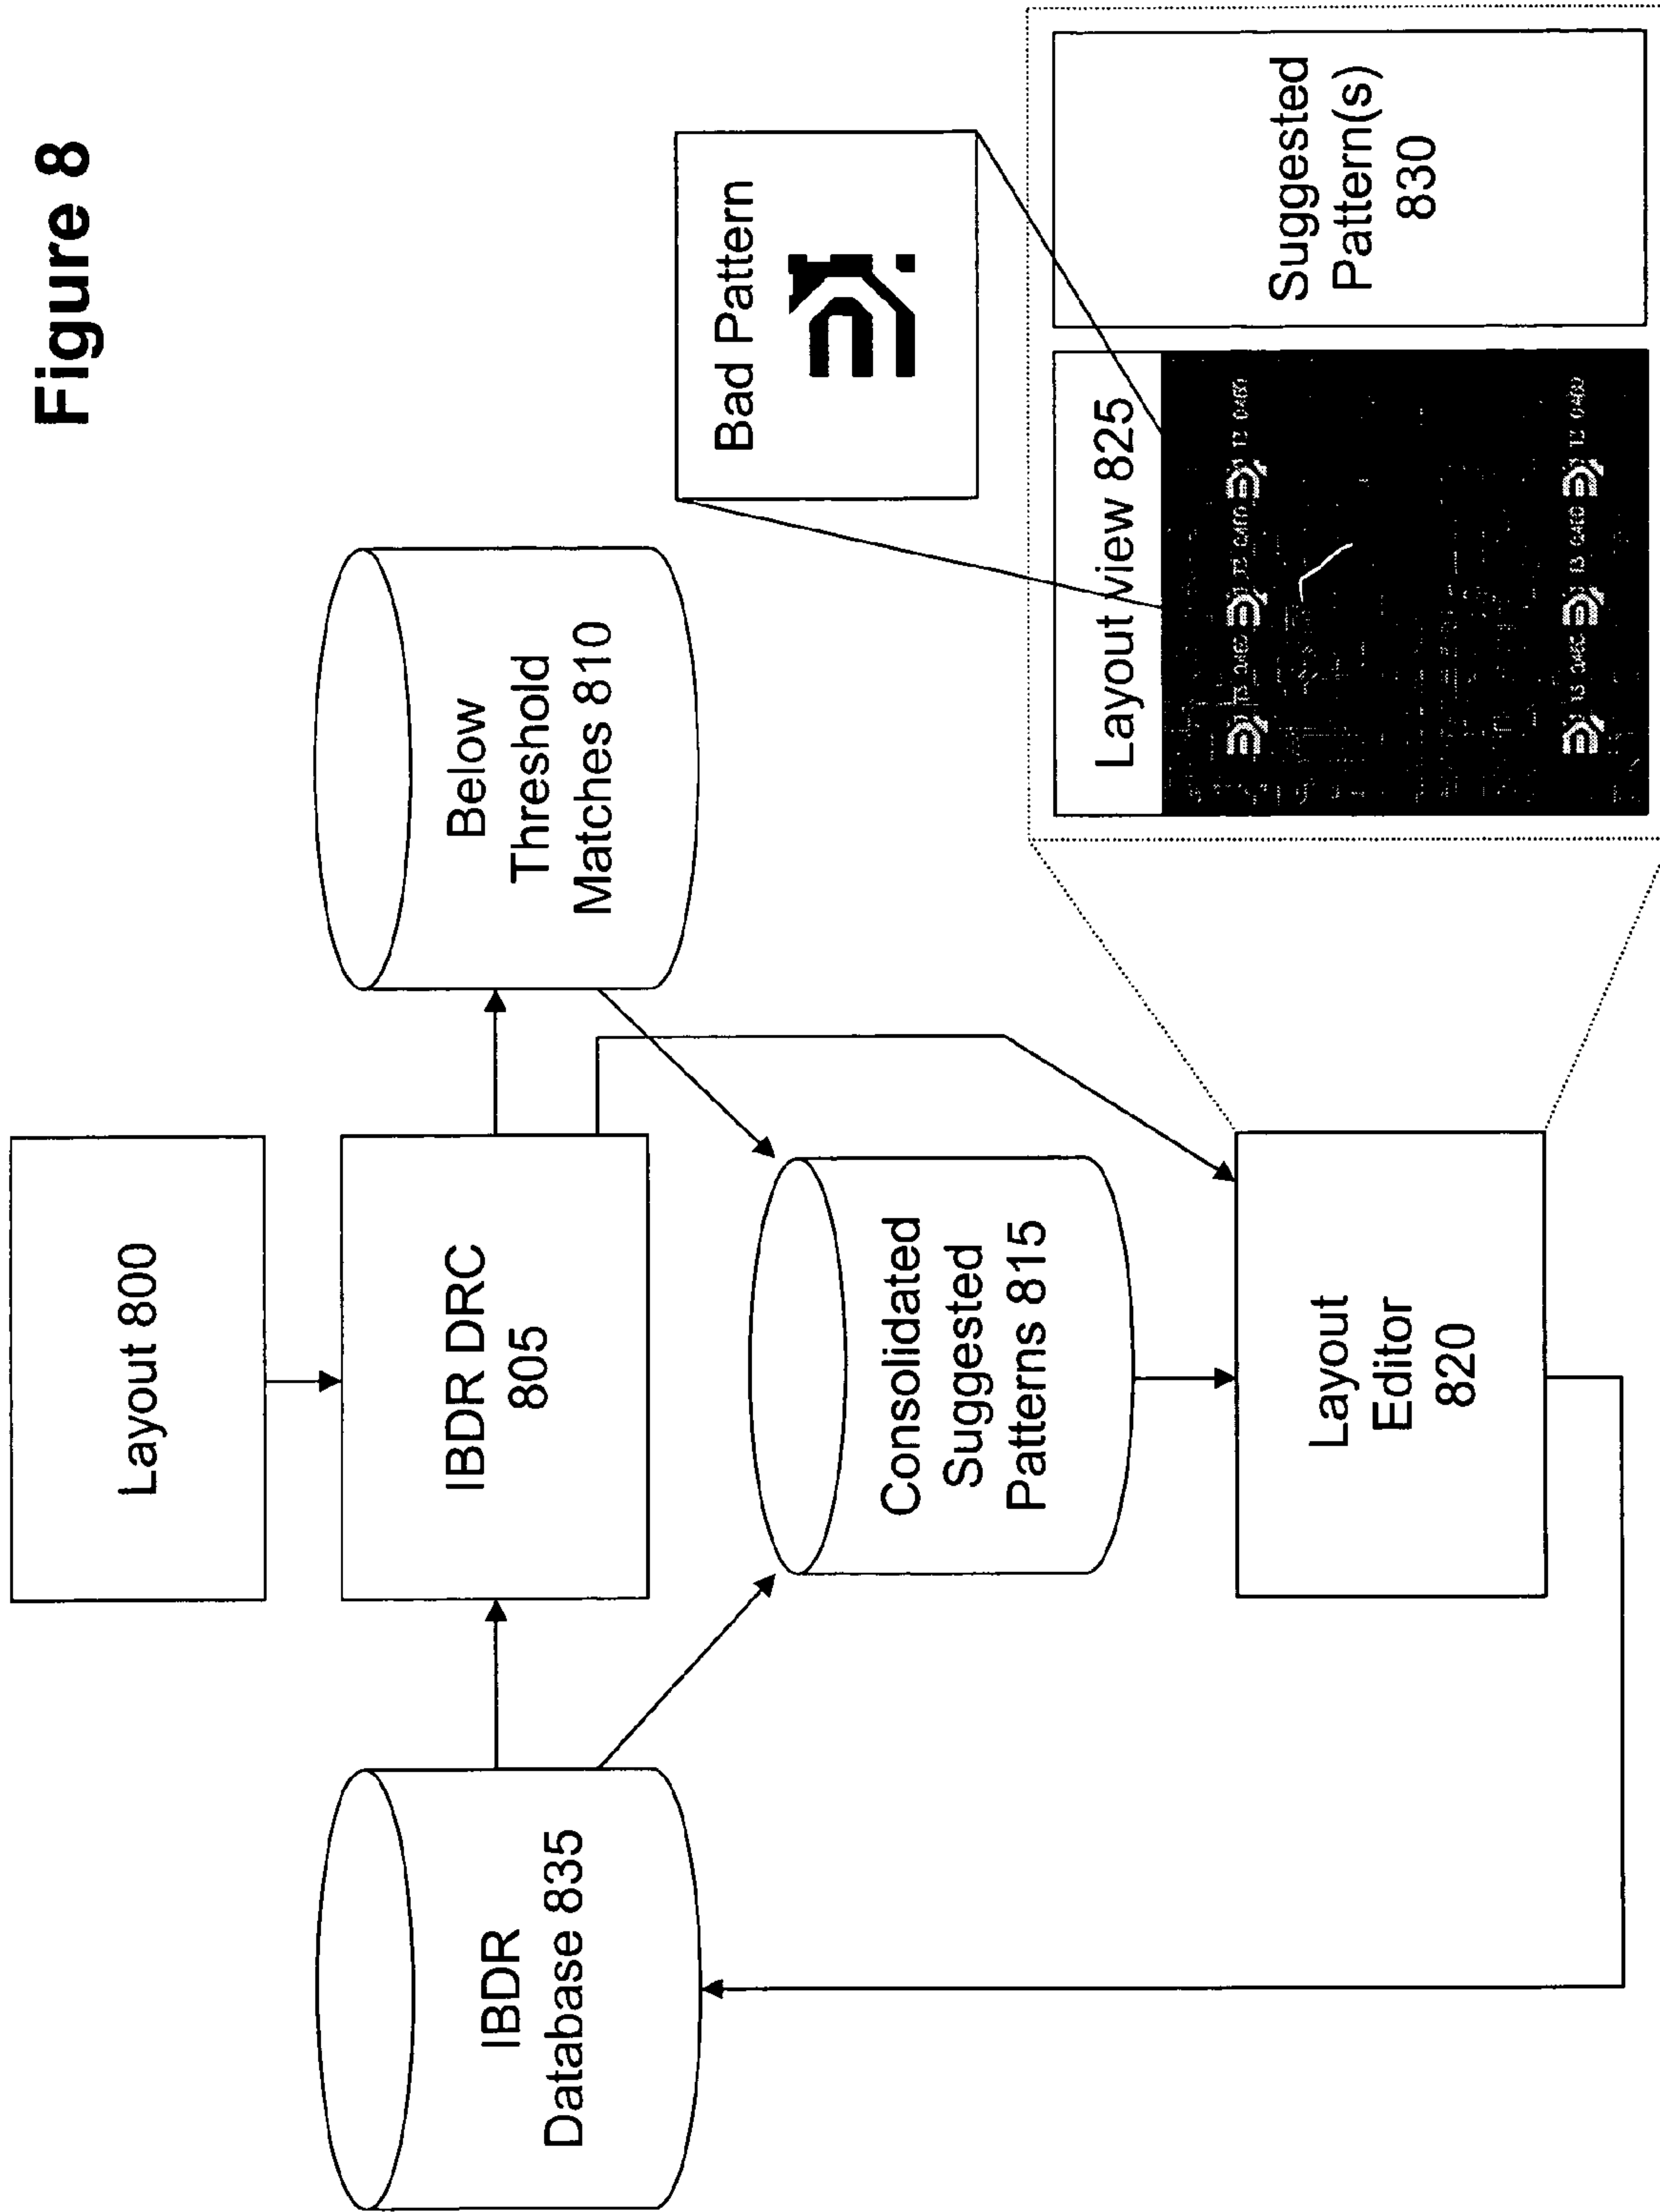 Figure 8
Layout 800
IBDR DRC
805
IBDR
Database 835
Below
Threshold
Matches 810
Consolidated
Suggested
Patterns 815
Layout
Editor
820
Bad Pattern
Layout view 825
Suggested
Pattern(s)
830